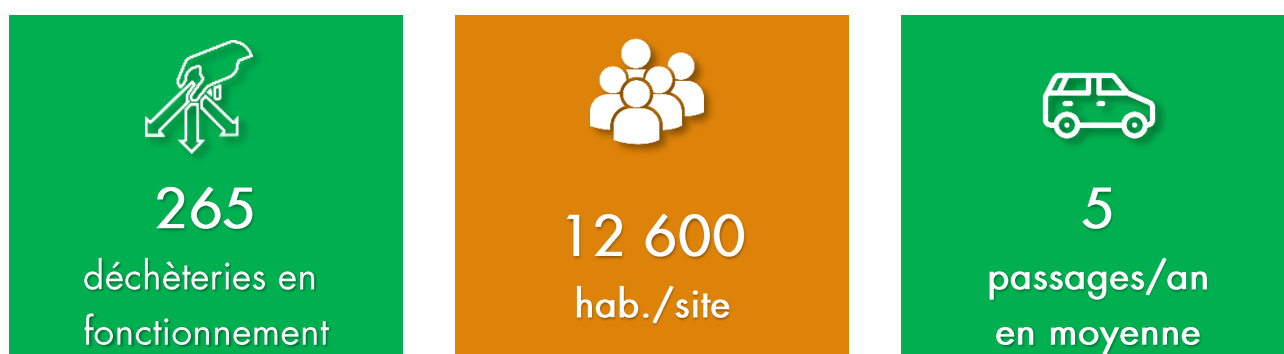 265
déchèteries en
fonctionnement
12 600
hab./site
5
passages/an
en moyenne